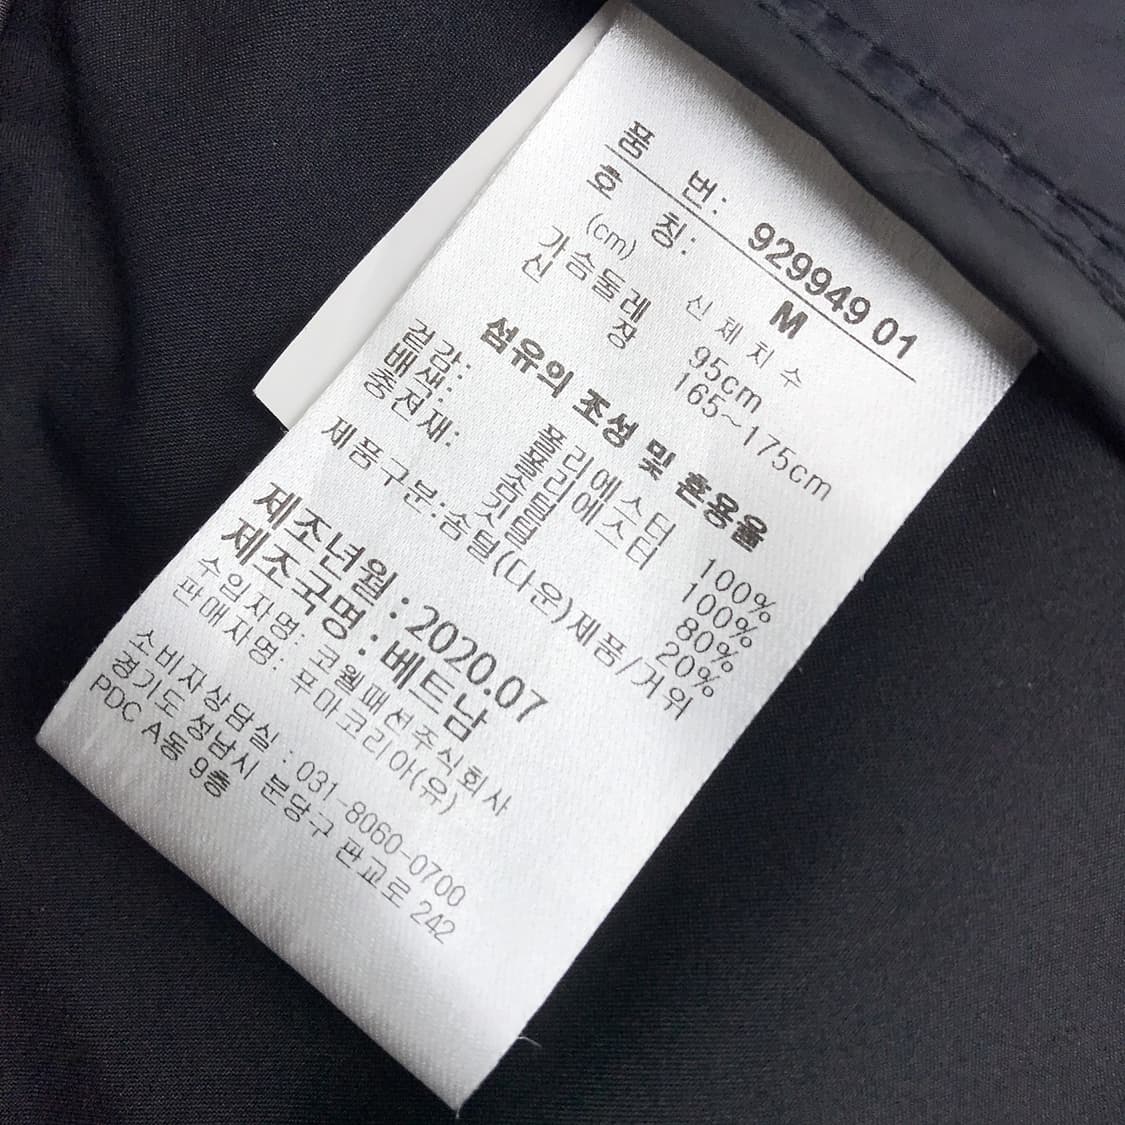 품 번: 929949 01
호 칭: M
(cm) 신 체 치 수
가슴둘레 95cm
신 장 165~175cm
섬유의 조성 및 혼용율
겉감: 폴리에스터 100%
배색: 폴리에스터 100%
충전재: 솜털 80%
깃털 20%
제품구분:솜털(다운)제품/거위
제조년월 : 2020.07
제조국명 : 베트남
수입자명: 코웰패션주식회사
판매자명: 푸마코리아(유)
소비자상담실 : 031-8060-0700
경기도 성남시 분당구 판교로 242
PDC A동 9층